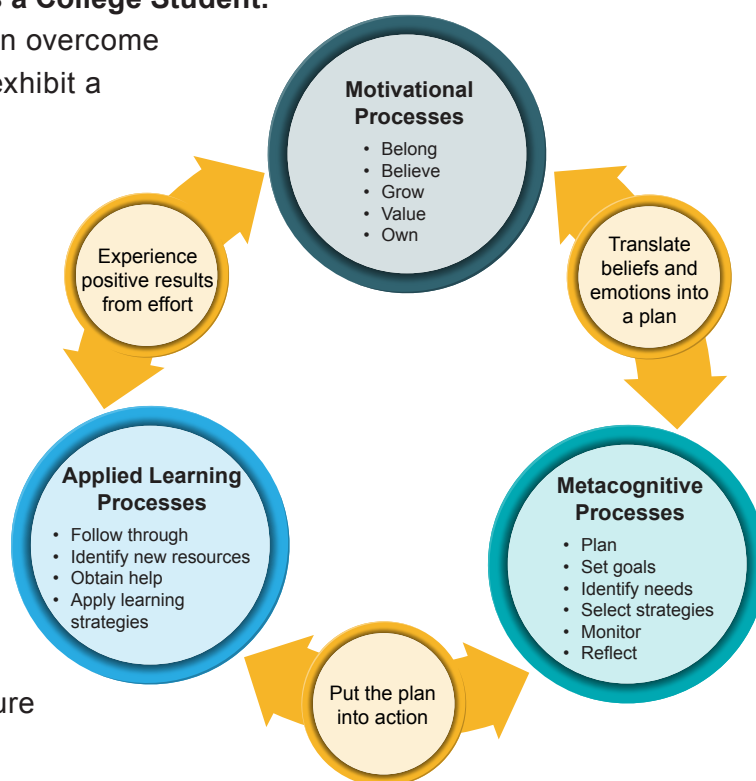 s a College Student.
n overcome
exhibit a
Motivational
Processes
• Belong
• Believe
• Grow
• Value
• Own
Experience
positive results
from effort
Translate
beliefs and
emotions into
a plan
Applied Learning
Processes
• Follow through
• Identify new resources
• Obtain help
• Apply learning
strategies
Metacognitive
Processes
• Plan
• Set goals
• Identify needs
• Select strategies
• Monitor
• Reflect
Put the plan
into action
ure